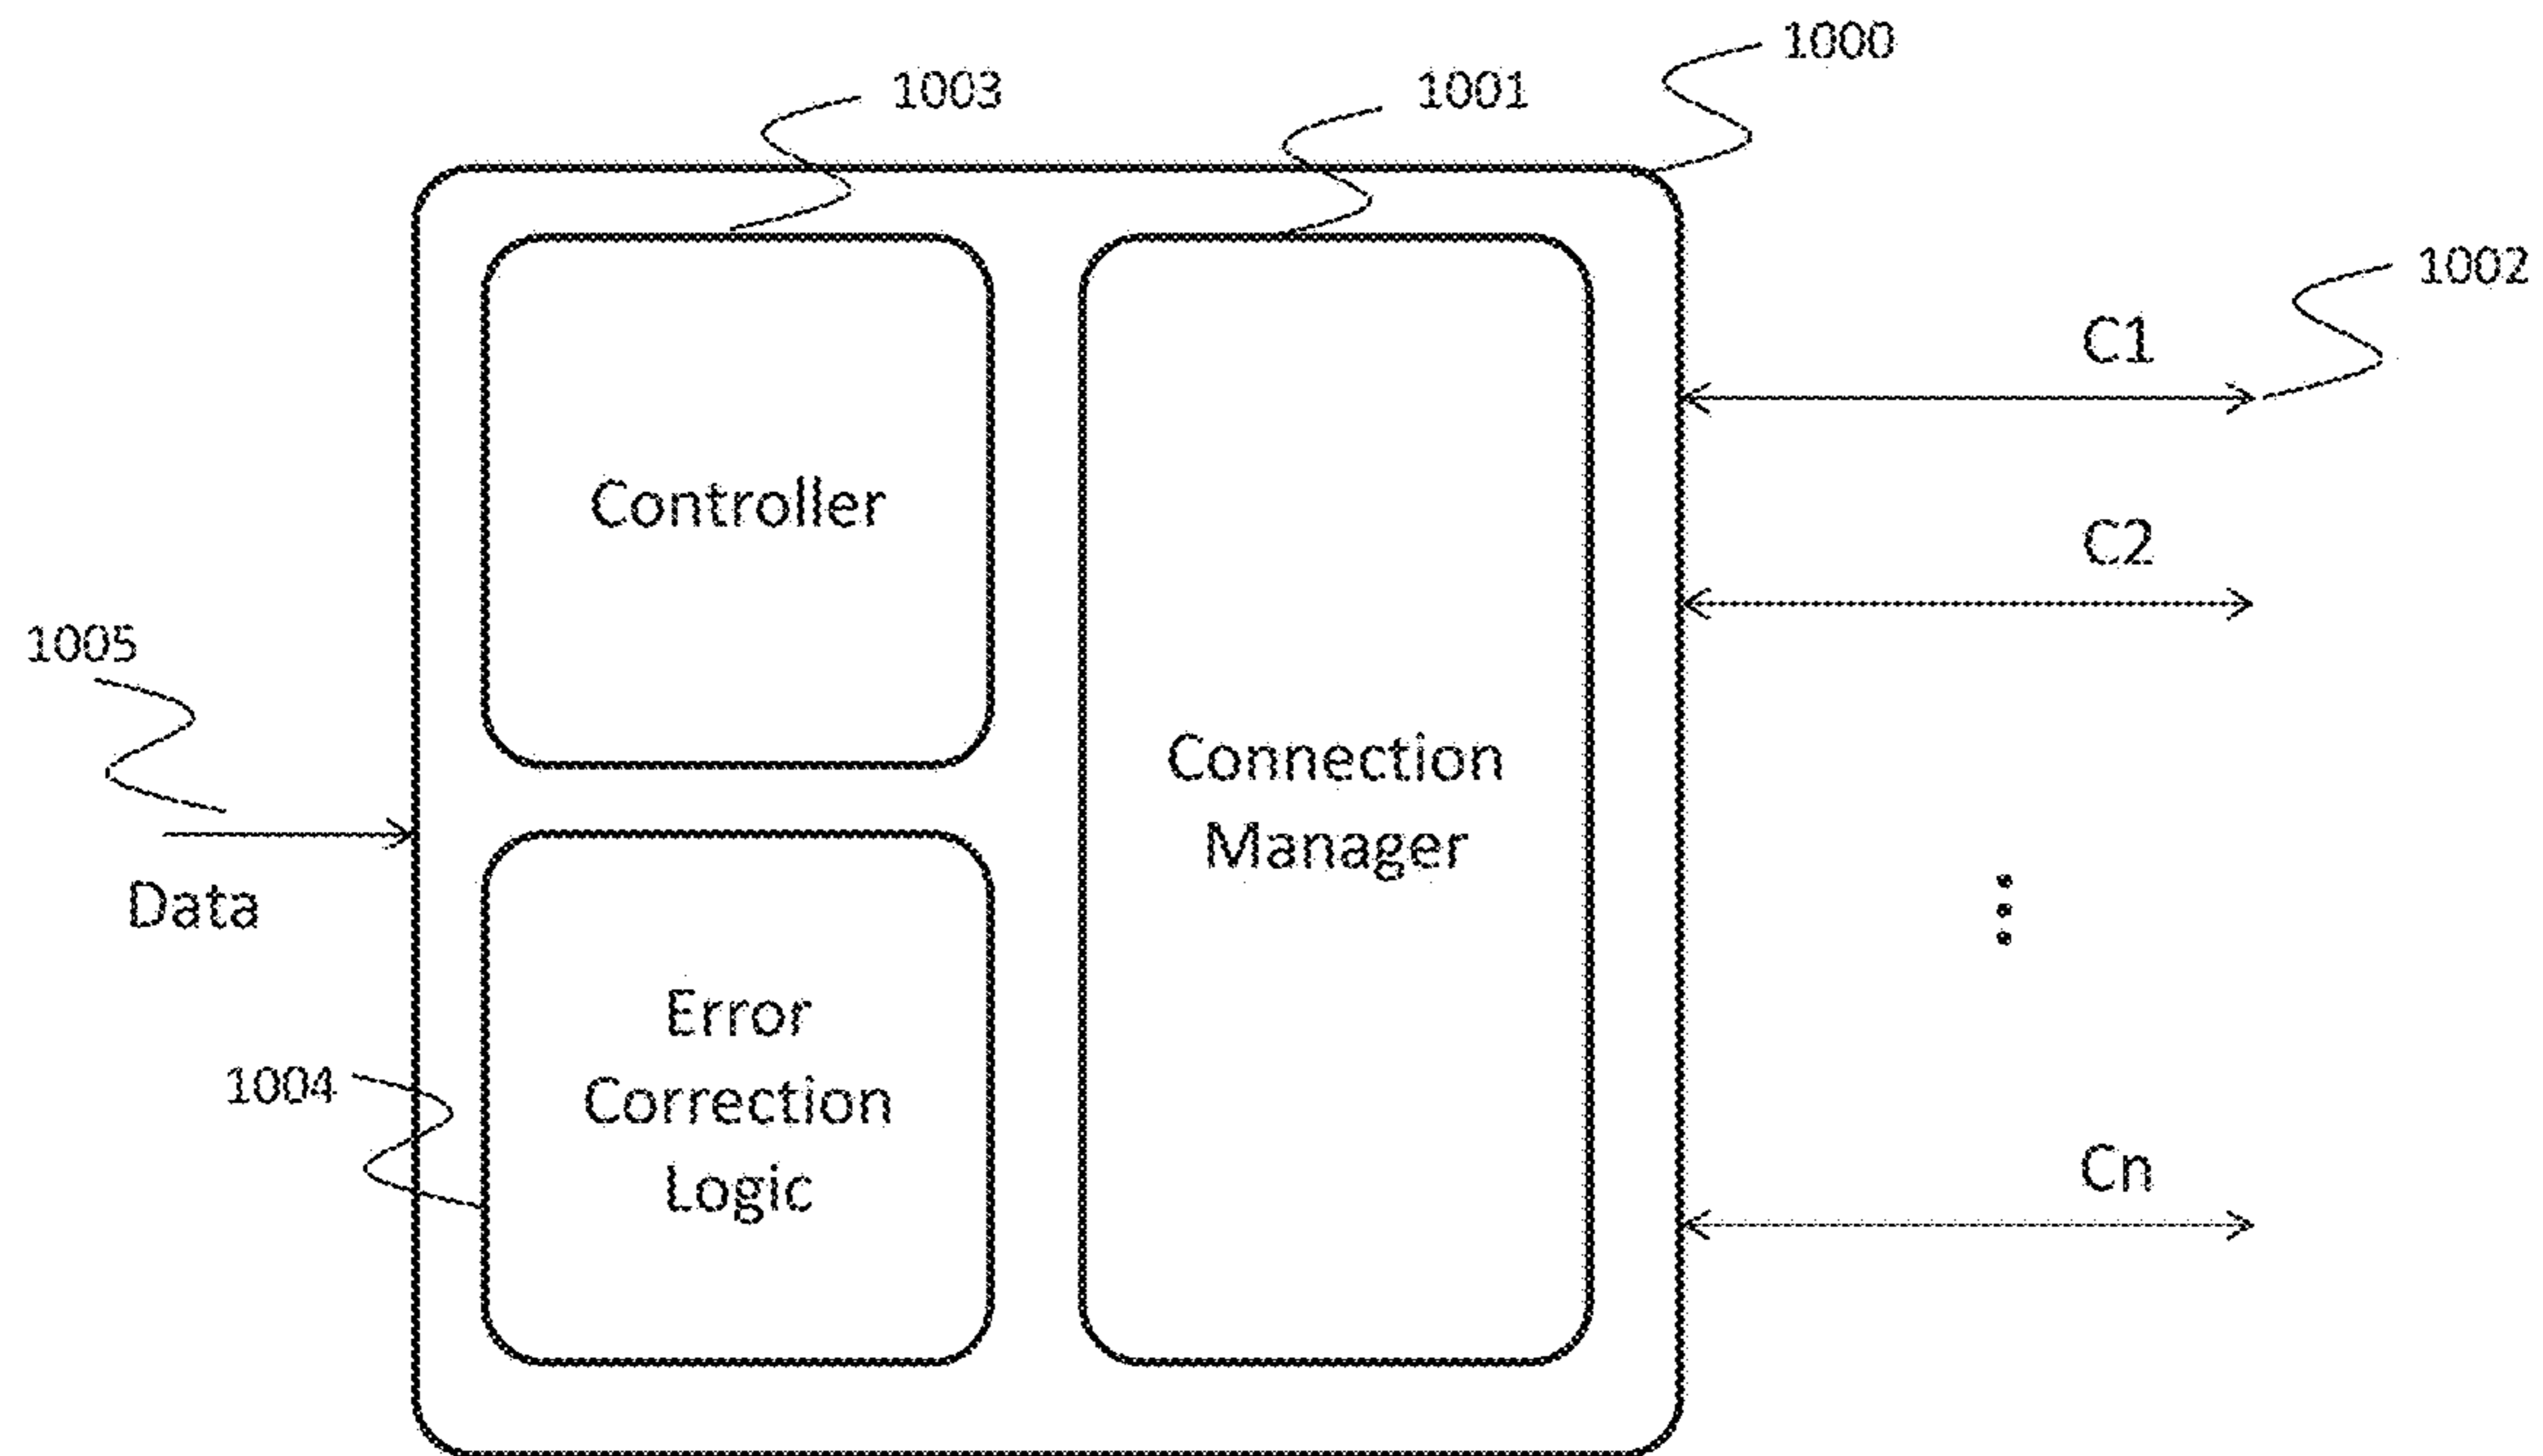 1000
1003
1001
1002
C1
Controller
C2
1005
Connection
Manager
Data
Error
Correction
Logic
1004
Cn